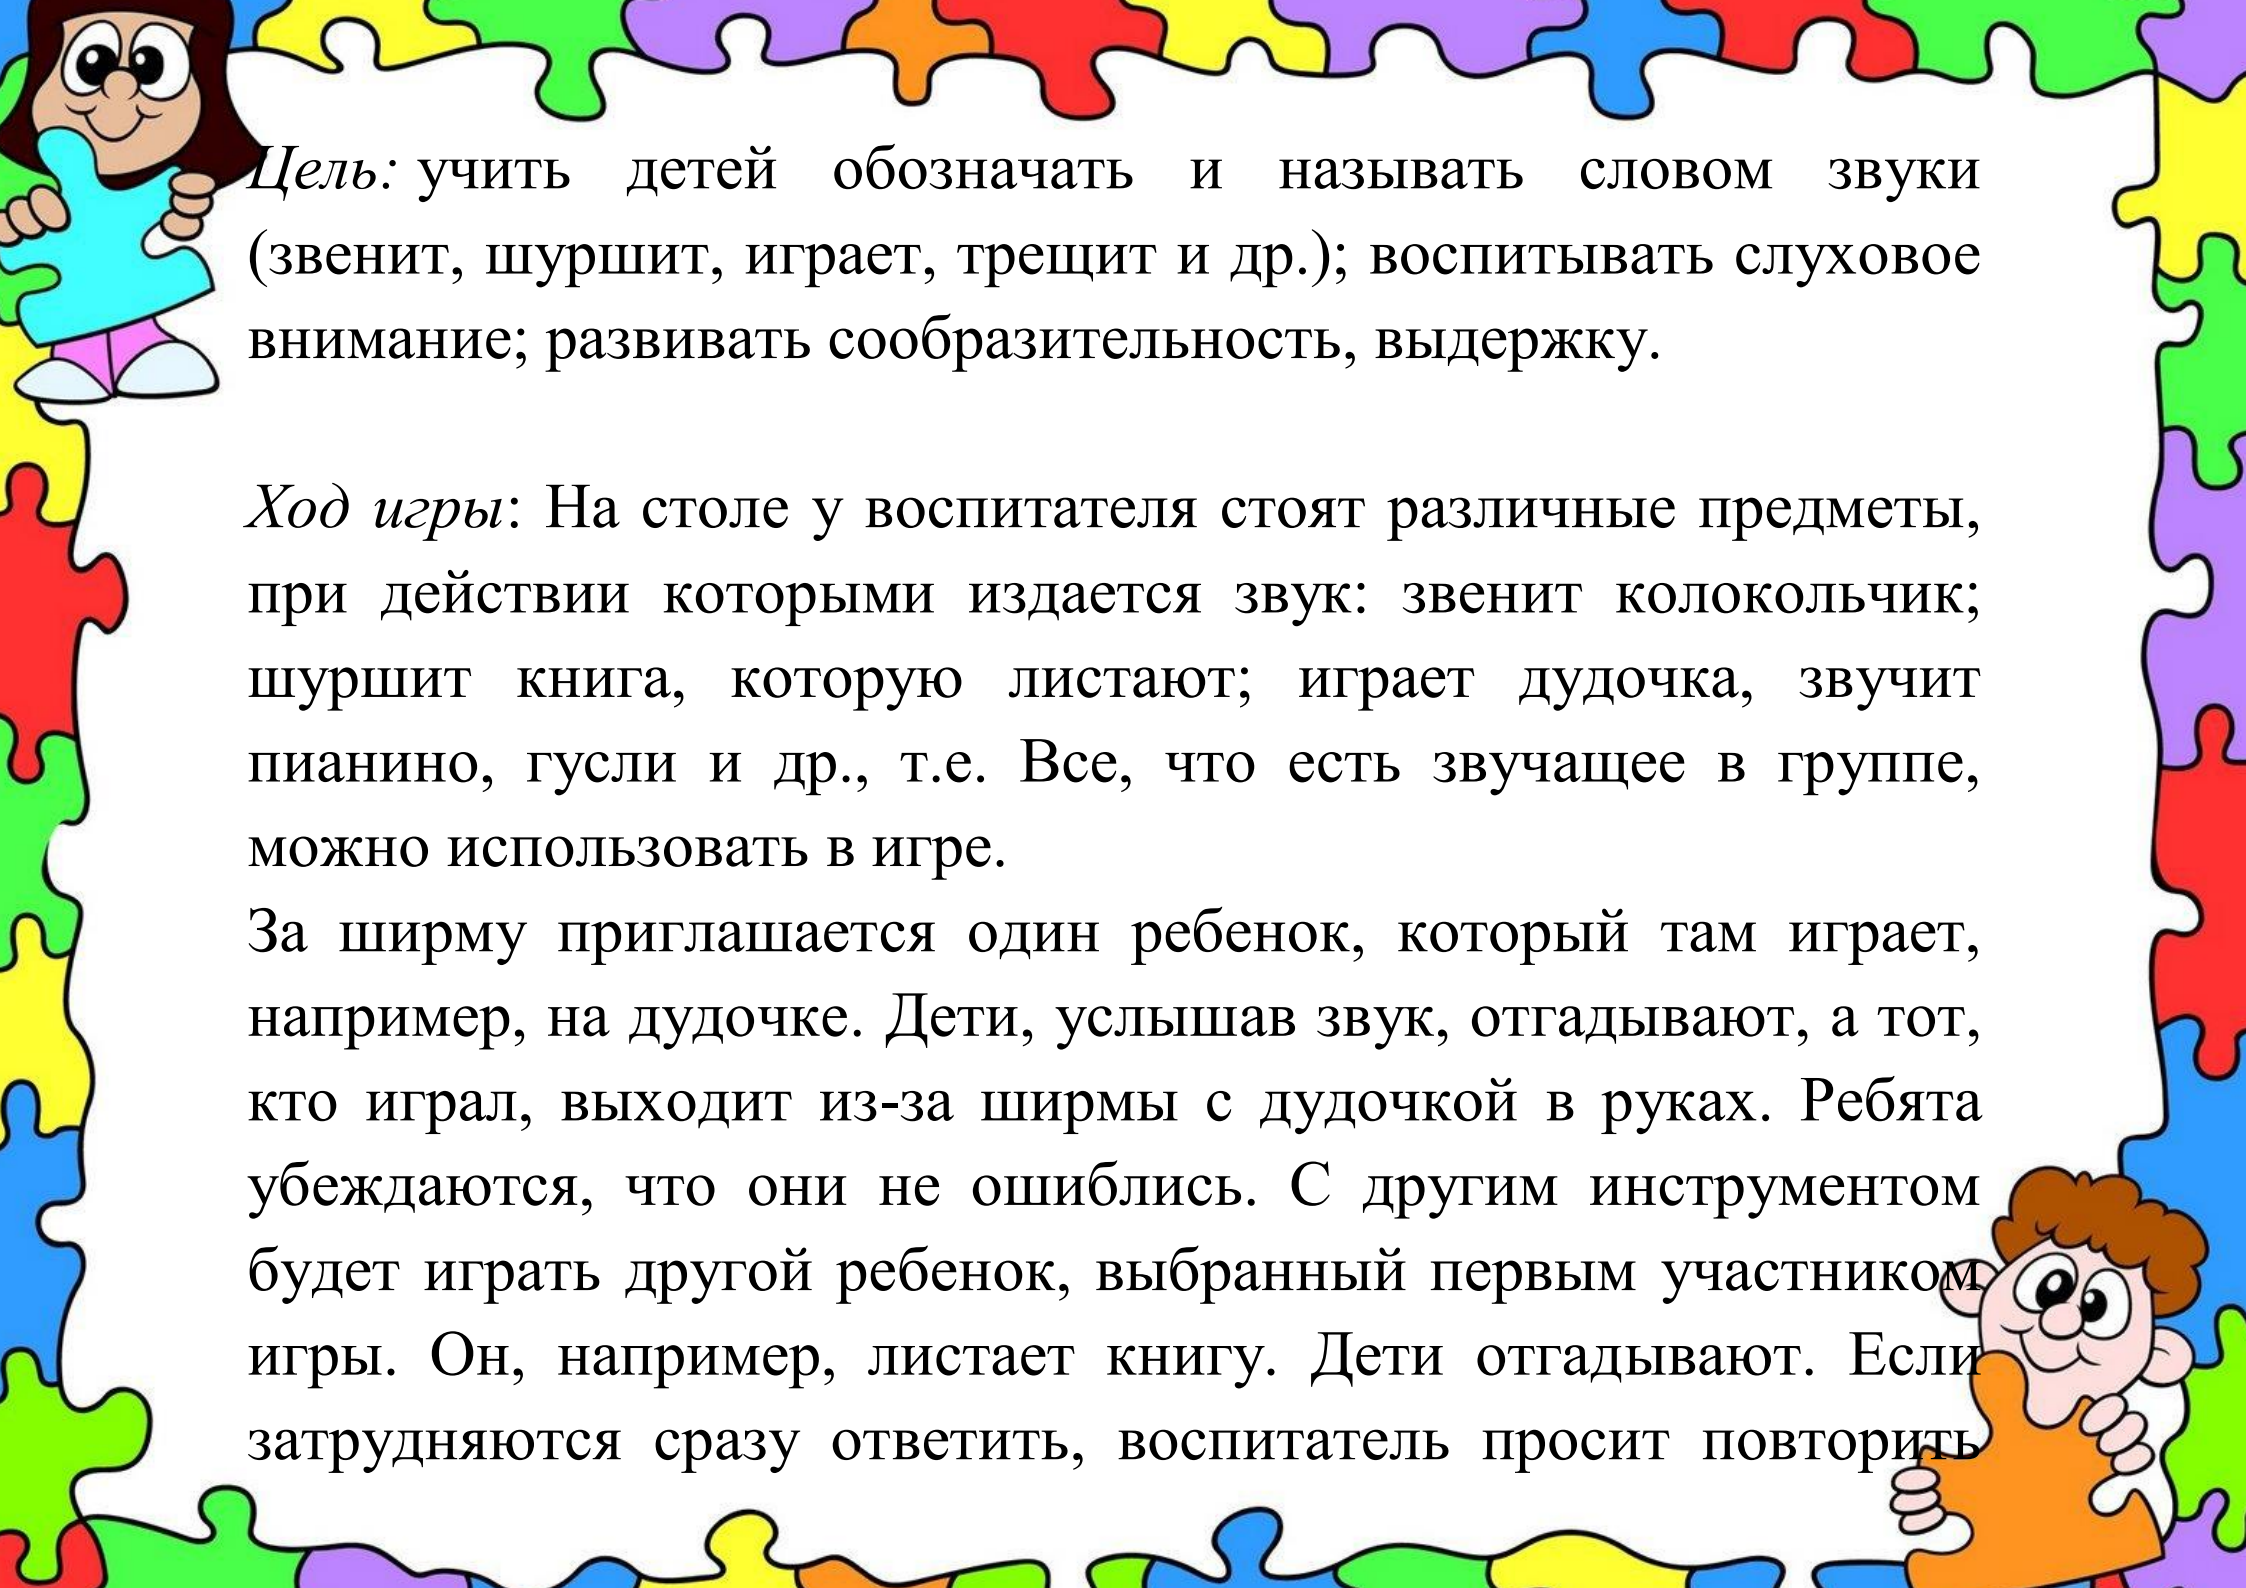 Цель: учить детей обозначать и называть словом звуки
(звенит, шуршит, играет, трещит и др.); воспитывать слуховое
внимание; развивать сообразительность, выдержку.
Ход игры: На столе у воспитателя стоят различные предметы,
при действии которыми издается звук: звенит колокольчик;
шуршит книга, которую листают; играет дудочка, звучит
пианино, гусли и др., т.е. Все, что есть звучащее в группе,
можно использовать в игре.
За ширму приглашается один ребенок, который там играет,
например, на дудочке. Дети, услышав звук, отгадывают, а тот,
кто играл, выходит из-за ширмы с дудочкой в руках. Ребята
убеждаются, что они не ошиблись. С другим инструментом
будет играть другой ребенок, выбранный первым участником
игры. Он, например, листает книгу. Дети отгадывают. Если
затрудняются сразу ответить, воспитатель просит повторить